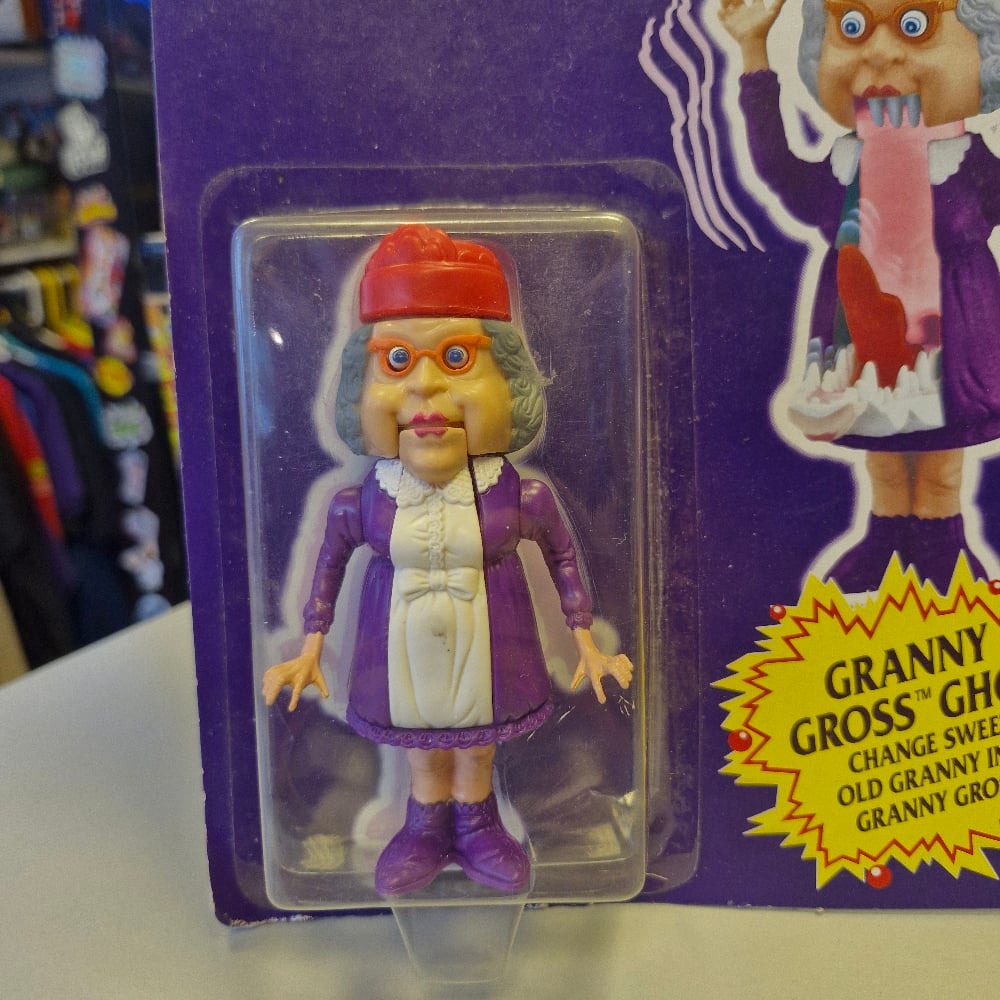 GRANNY
GROSS™ GHO
CHANGE SWEE
OLD GRANNY IN
GRANNY GRO